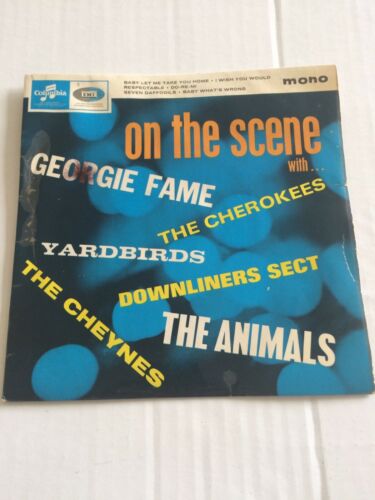 Columbia
EMI
BABY LET ME TAKE YOU HOME • I WISH YOU WOULD
RESPECTABLE • DO-RE-MI
SEVEN DAFFODILS • BABY WHAT'S WRONG
mono
on the scene
with...
GEORGIE FAME
THE CHEROKEES
YARDBIRDS
DOWNLINERS SECT
THE CHEYNES
THE ANIMALS